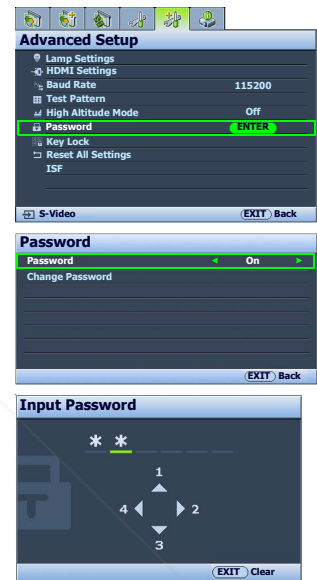 Advanced Setup
Lamp Settings
HDMI Settings
Baud Rate 115200
Test Pattern
High Altitude Mode Off
Password ENTER
Key Lock
Reset All Settings
ISF
S-Video EXIT Back
Password
Password On
Change Password
EXIT Back
Input Password
* *
1
4 2
3
EXIT Clear